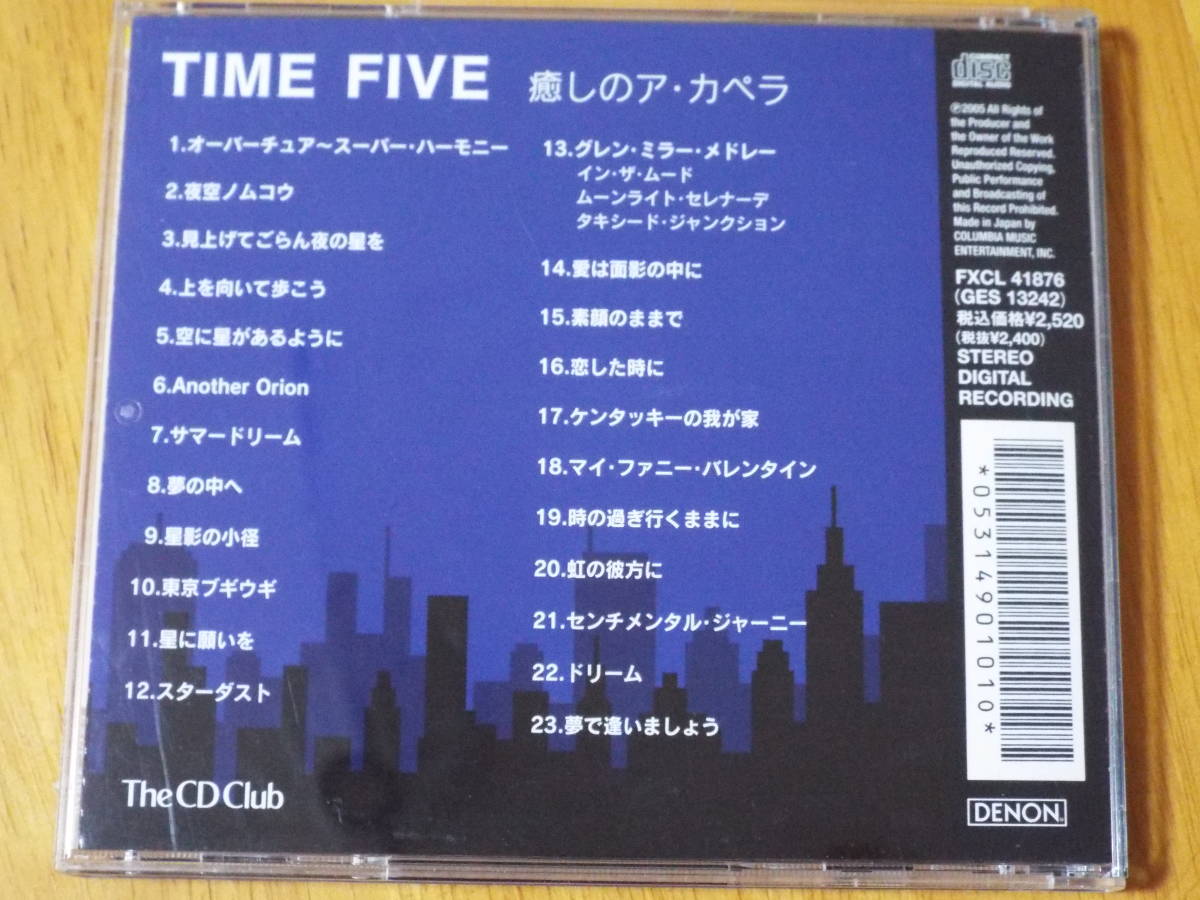 TIME FIVE 癒しのア・カペラ
1.オーバーチュア〜スーパー・ハーモニー
2.夜空ノムコウ
3.見上げてごらん夜の星を
4.上を向いて歩こう
5.空に星があるように
6.Another Orion
7.サマードリーム
8.夢の中へ
9.星影の小径
10.東京ブギウギ
11.星に願いを
12.スターダスト
13.グレン・ミラー・メドレー
イン・ザ・ムード
ムーンライト・セレナーデ
タキシード・ジャンクション
14.愛は面影の中に
15.素顔のままで
16.恋した時に
17.ケンタッキーの我が家
18.マイ・ファニー・バレンタイン
19.時の過ぎ行くままに
20.虹の彼方に
21.センチメンタル・ジャーニー
22.ドリーム
23.夢で逢いましょう
The CD Club
COMPACT
disc
DIGITAL AUDIO
℗2005 All Rights of
the Producer and
the Owner of the Work
Reproduced Reserved.
Unauthorized Copying,
Public Performance
and Broadcasting of
this Record Prohibited.
Made in Japan by
COLUMBIA MUSIC
ENTERTAINMENT, INC.
FXCL 41876
(GES 13242)
税込価格¥2,520
(税抜¥2,400)
STEREO
DIGITAL
RECORDING
*0531490101010*
DENON